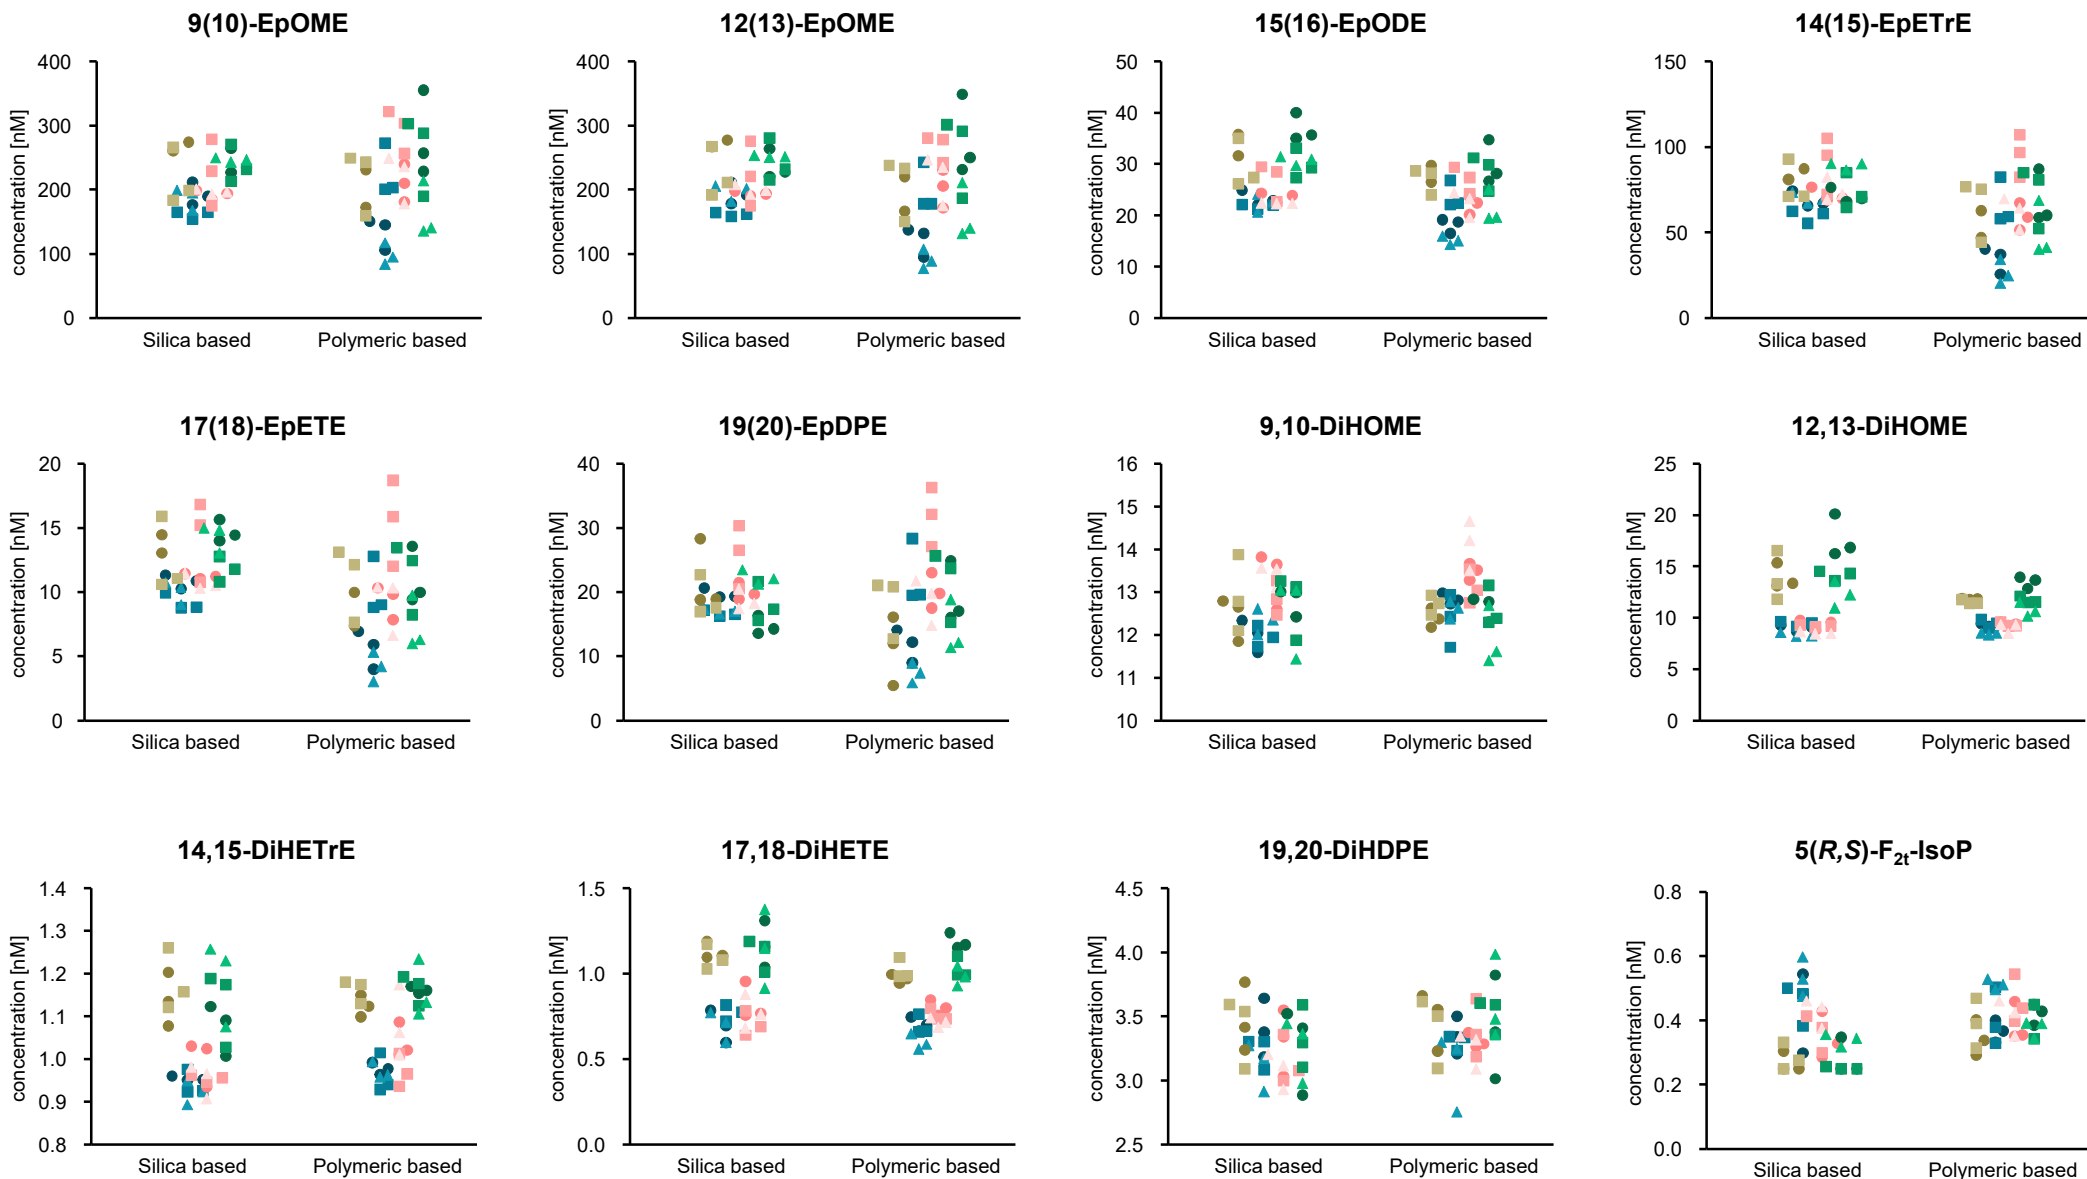 9(10)-EpOME
concentration [nM]
400
300
200
100
0
Silica based
Polymeric based
12(13)-EpOME
concentration [nM]
400
300
200
100
0
Silica based
Polymeric based
15(16)-EpODE
concentration [nM]
50
40
30
20
10
0
Silica based
Polymeric based
14(15)-EpETrE
concentration [nM]
150
100
50
0
Silica based
Polymeric based
17(18)-EpETE
concentration [nM]
20
15
10
5
0
Silica based
Polymeric based
19(20)-EpDPE
concentration [nM]
40
30
20
10
0
Silica based
Polymeric based
9,10-DiHOME
concentration [nM]
16
15
14
13
12
11
10
Silica based
Polymeric based
12,13-DiHOME
concentration [nM]
25
20
15
10
5
0
Silica based
Polymeric based
14,15-DiHETrE
concentration [nM]
1.4
1.3
1.2
1.1
1.0
0.9
0.8
Silica based
Polymeric based
17,18-DiHETE
concentration [nM]
1.5
1.0
0.5
0.0
Silica based
Polymeric based
19,20-DiHDPE
concentration [nM]
4.5
4.0
3.5
3.0
2.5
Silica based
Polymeric based
5(R,S)-F2t-IsoP
concentration [nM]
0.8
0.6
0.4
0.2
0.0
Silica based
Polymeric based